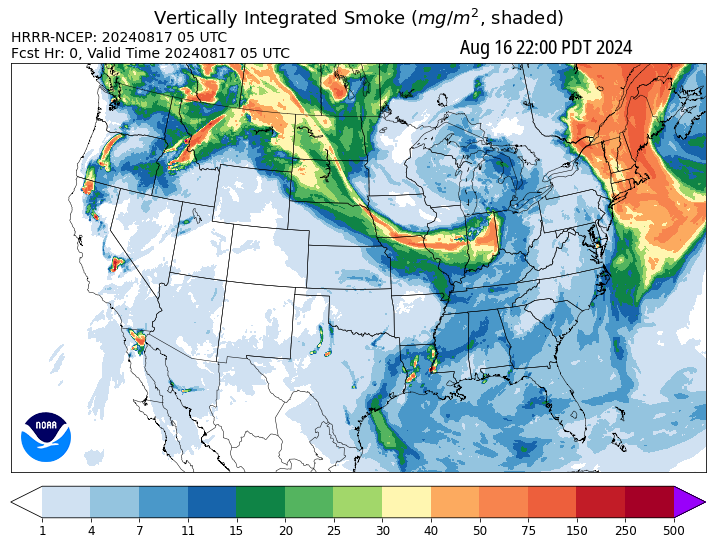 Vertically Integrated Smoke (mg/m², shaded)
HRRR-NCEP: 20240817 05 UTC
Fcst Hr: 0, Valid Time 20240817 05 UTC
Aug 16 22:00 PDT 2024
NOAA
1 4 7 11 15 20 25 30 40 50 75 150 250 500